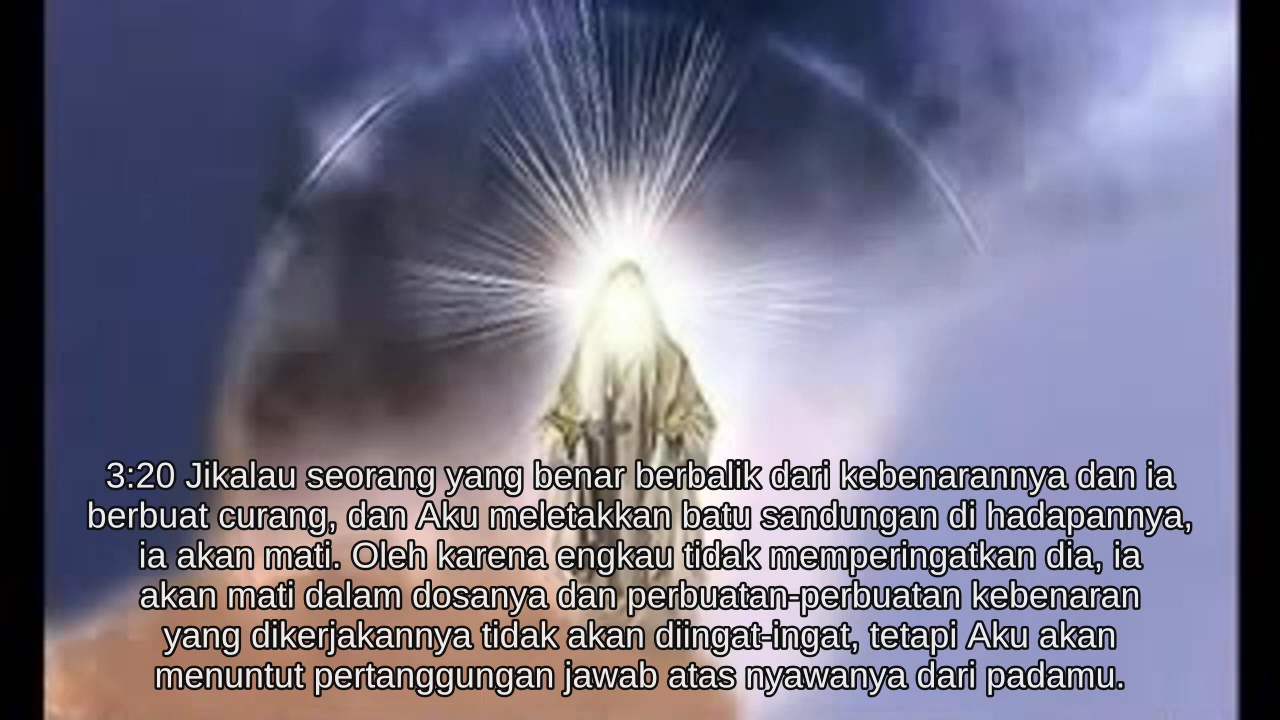 3:20 Jikalau seorang yang benar berbalik dari kebenarannya dan ia
berbuat curang, dan Aku meletakkan batu sandungan di hadapannya,
ia akan mati. Oleh karena engkau tidak memperingatkan dia, ia
akan mati dalam dosanya dan perbuatan-perbuatan kebenaran
yang dikerjakannya tidak akan diingat-ingat, tetapi Aku akan
menuntut pertanggungan jawab atas nyawanya dari padamu.